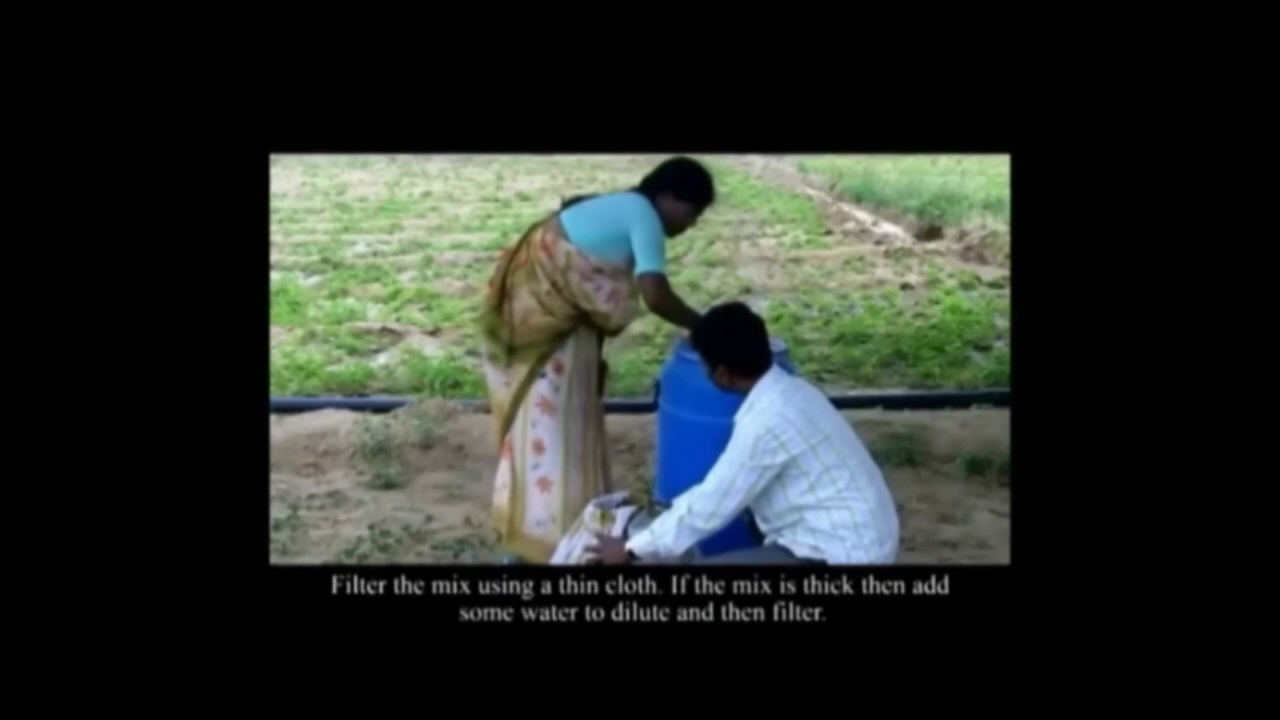 Filter the mix using a thin cloth. If the mix is thick then add
some water to dilute and then filter.